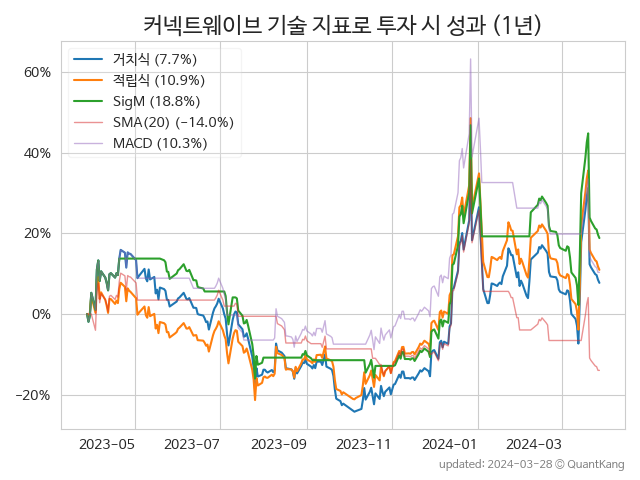 커넥트웨이브 기술 지표로 투자 시 성과 (1년)
거치식 (7.7%)
적립식 (10.9%)
SigM (18.8%)
SMA(20) (−14.0%)
MACD (10.3%)
60%
40%
20%
0%
−20%
2023-05 2023-07 2023-09 2023-11 2024-01 2024-03
updated: 2024-03-28 © QuantKang